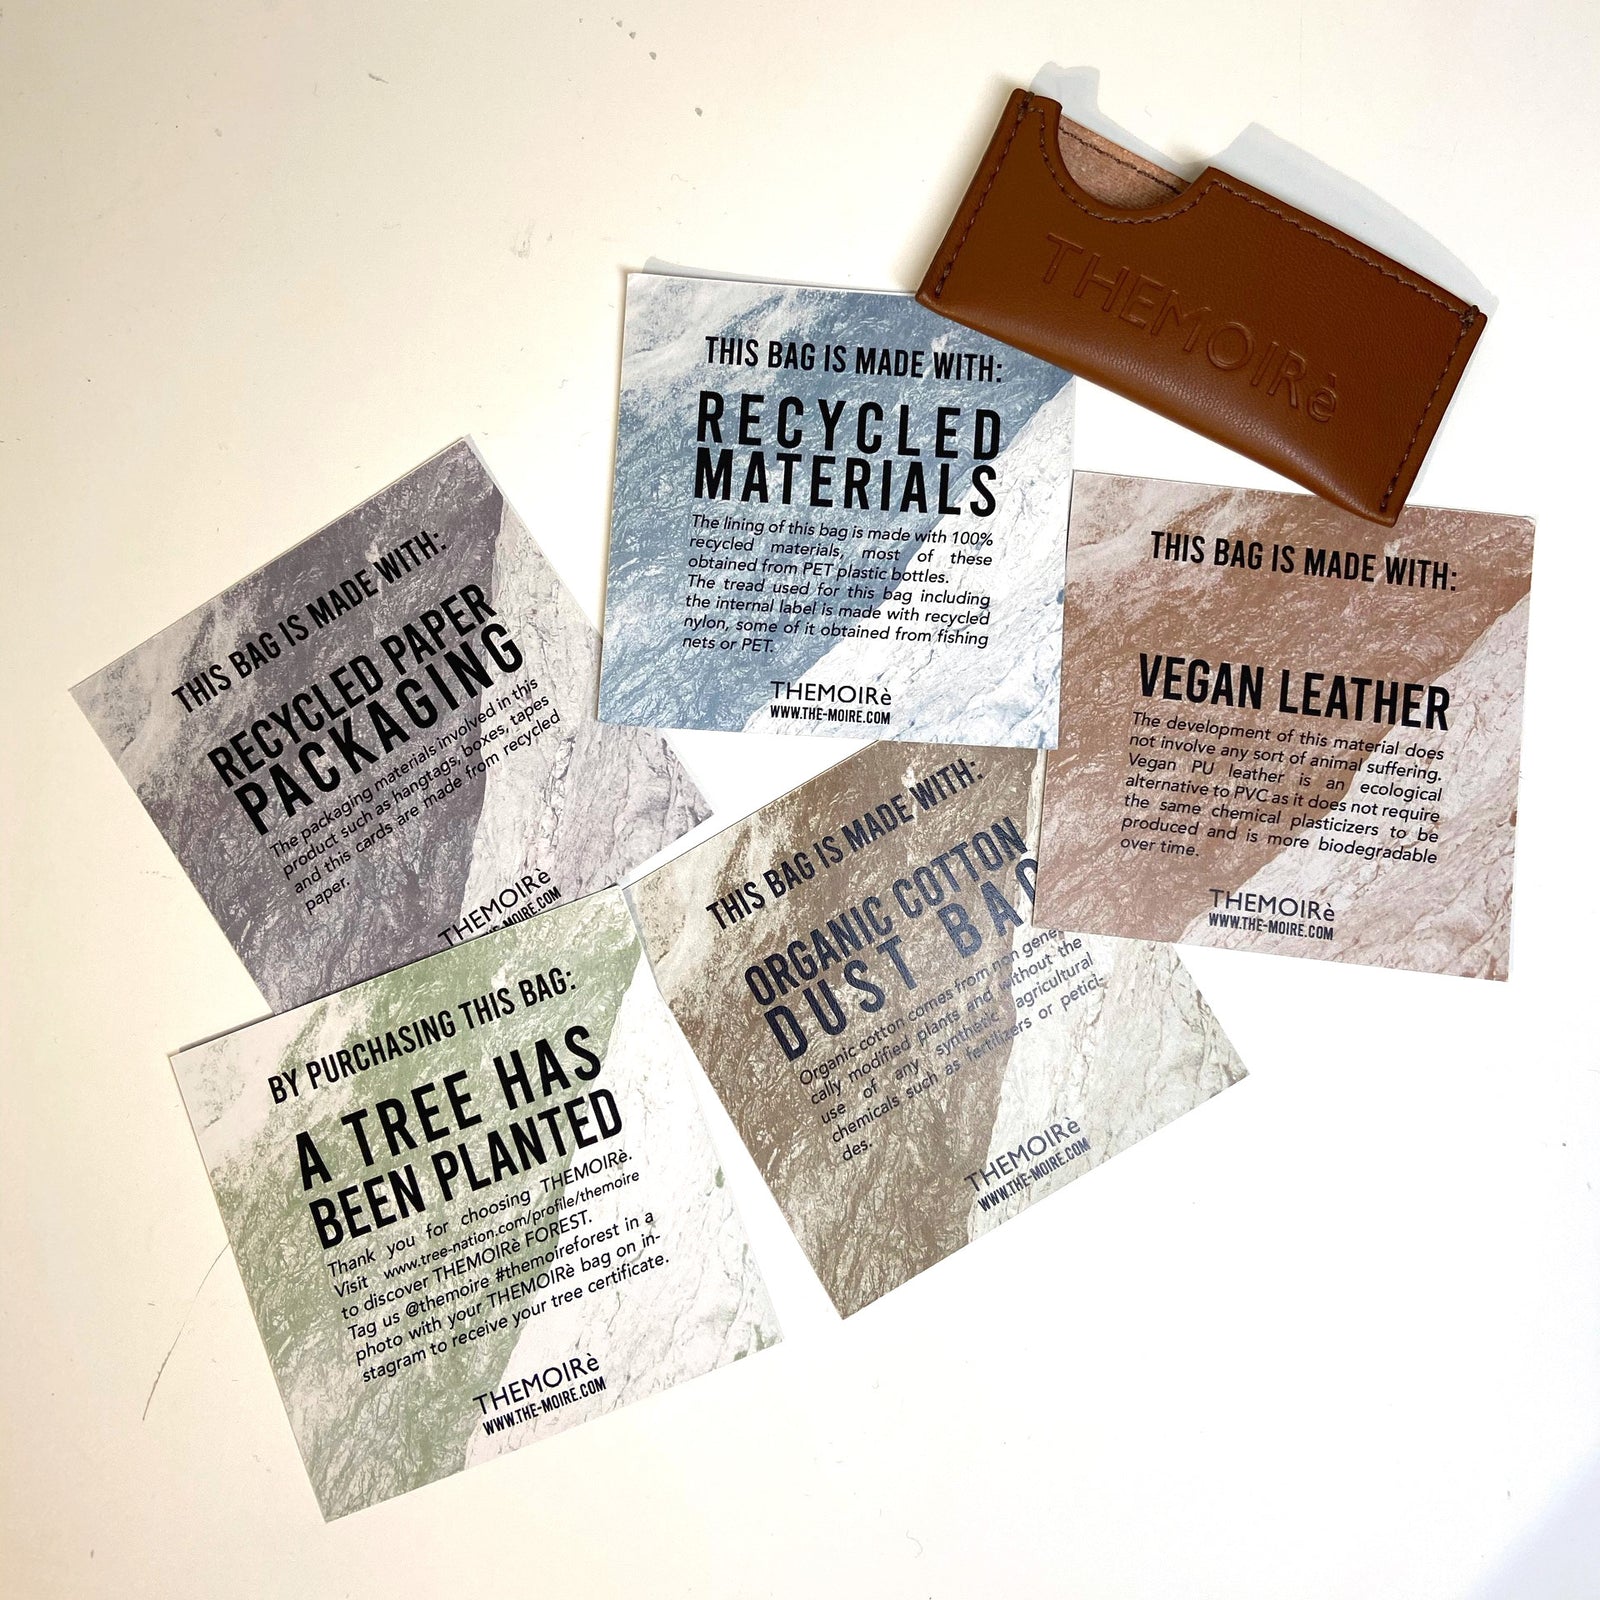 THEMOIRè
THIS BAG IS MADE WITH:
RECYCLED
MATERIALS
The lining of this bag is made with 100%
recycled materials, most of these
obtained from PET plastic bottles.
The tread used for this bag including
the internal label is made with recycled
nylon, some of it obtained from fishing
nets or PET.
THEMOIRè
WWW.THE-MOIRE.COM
THIS BAG IS MADE WITH:
VEGAN LEATHER
The development of this material does
not involve any sort of animal suffering.
Vegan PU leather is an ecological
alternative to PVC as it does not require
the same chemical plasticizers to be
produced and is more biodegradable
over time.
THEMOIRè
WWW.THE-MOIRE.COM
THIS BAG IS MADE WITH:
RECYCLED PAPER
PACKAGING
The packaging materials involved in this
product such as hangtags, boxes, tapes
and this cards are made from recycled
paper.
THEMOIRè
MOIRE.COM
THIS BAG IS MADE WITH:
ORGANIC COTTON
DUST BAG
Organic cotton comes from non gene
cally modified plants and without the
use of any synthetic agricultural
chemicals such as fertilizers or petici-
des.
THEMOIRè
WWW.THE-MOIRE.COM
BY PURCHASING THIS BAG:
A TREE HAS
BEEN PLANTED
Thank you for choosing THEMOIRè.
Visit www.tree-nation.com/profile/themoire
to discover THEMOIRè FOREST.
Tag us @themoire #themoireforest in a
photo with your THEMOIRè bag on in-
stagram to receive your tree certificate.
THEMOIRè
WWW.THE-MOIRE.COM